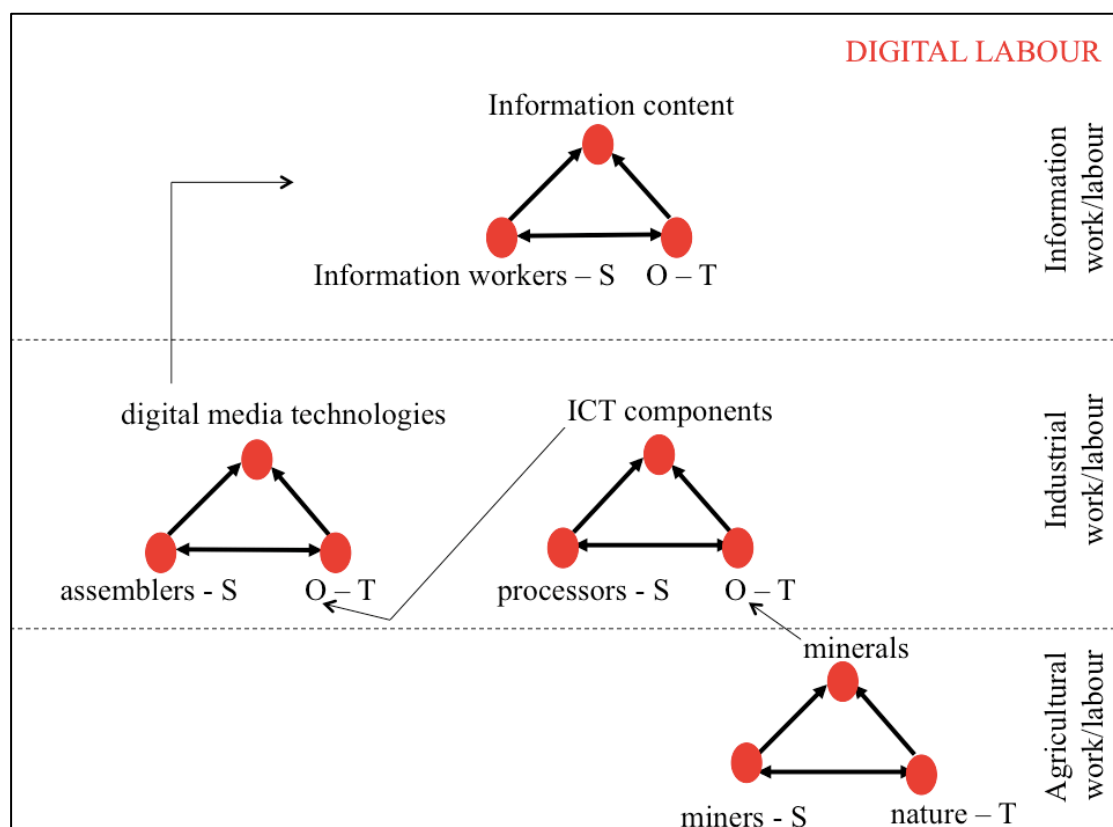 DIGITAL LABOUR
Information content
Information workers – S
O – T
Information
work/labour
digital media technologies
ICT components
assemblers - S
O – T
processors - S
O – T
Industrial
work/labour
minerals
miners - S
nature – T
Agricultural
work/labour